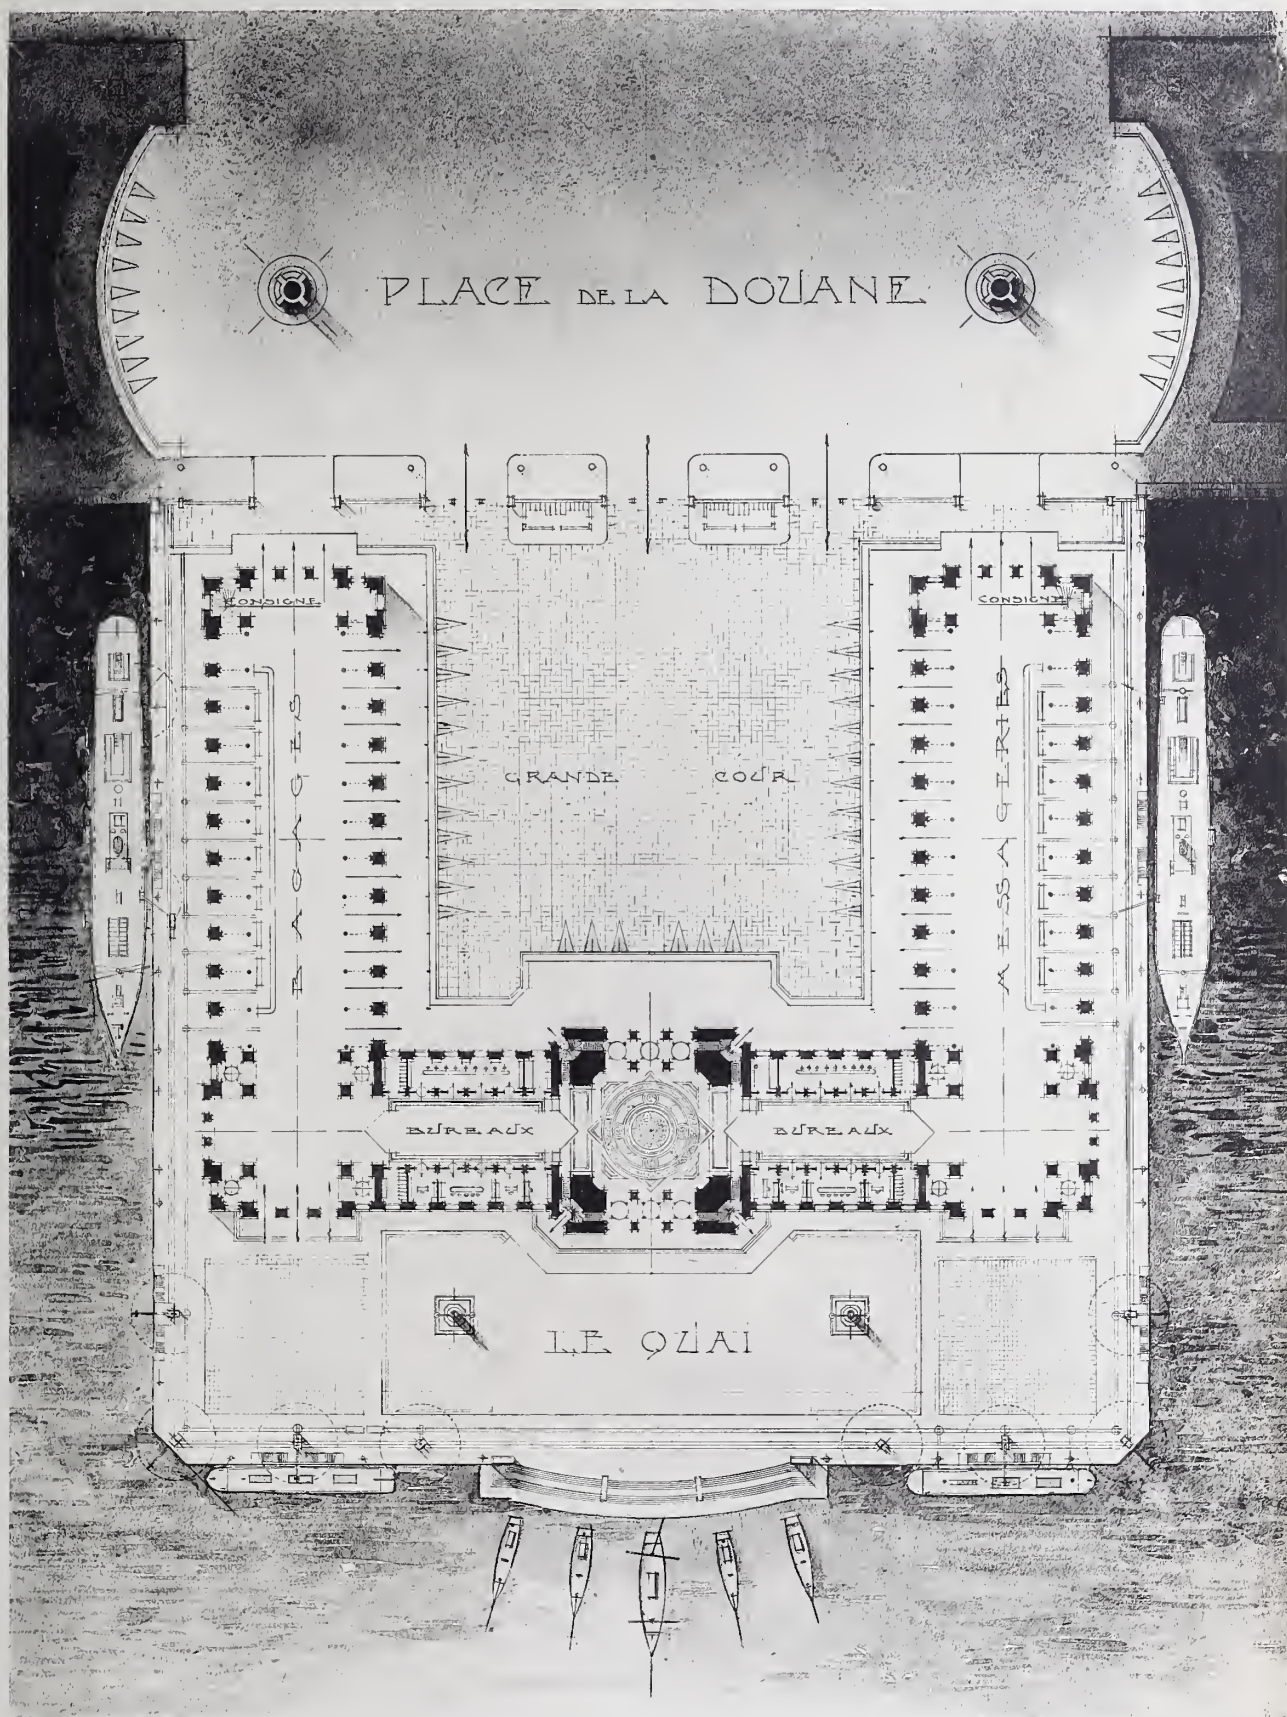 PLACE DE LA DOUANE
CONSIGNE
CONSIGNE
BAGAGES
MESSAGERIES
GRANDE COUR
BUREAUX
BUREAUX
LE QUAI